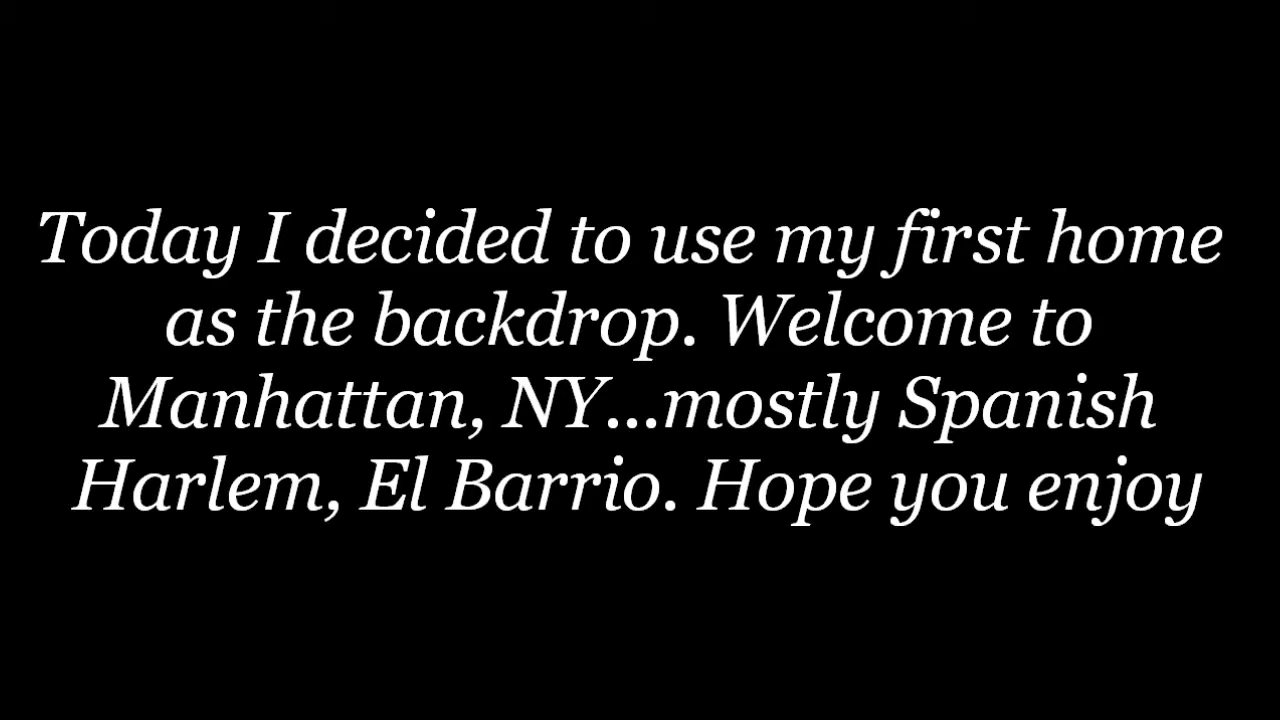 Today I decided to use my first home
as the backdrop. Welcome to
Manhattan, NY...mostly Spanish
Harlem, El Barrio. Hope you enjoy